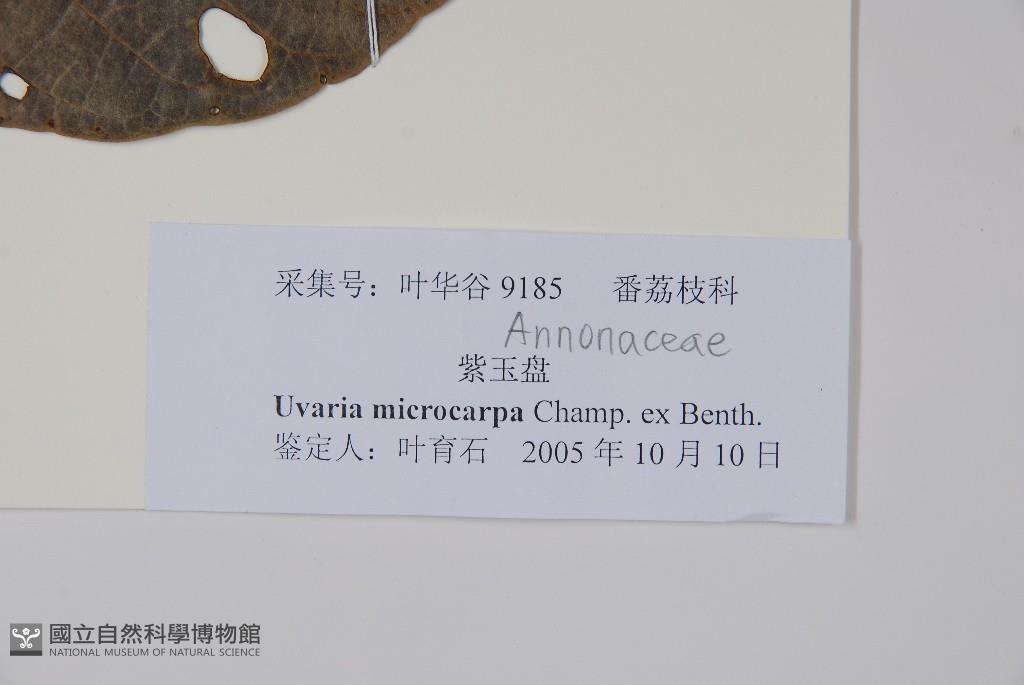 采集号：叶华谷 9185 番荔枝科
Annonaceae
紫玉盘
Uvaria microcarpa Champ. ex Benth.
鉴定人：叶育石 2005 年 10 月 10 日
國立自然科學博物館
NATIONAL MUSEUM OF NATURAL SCIENCE